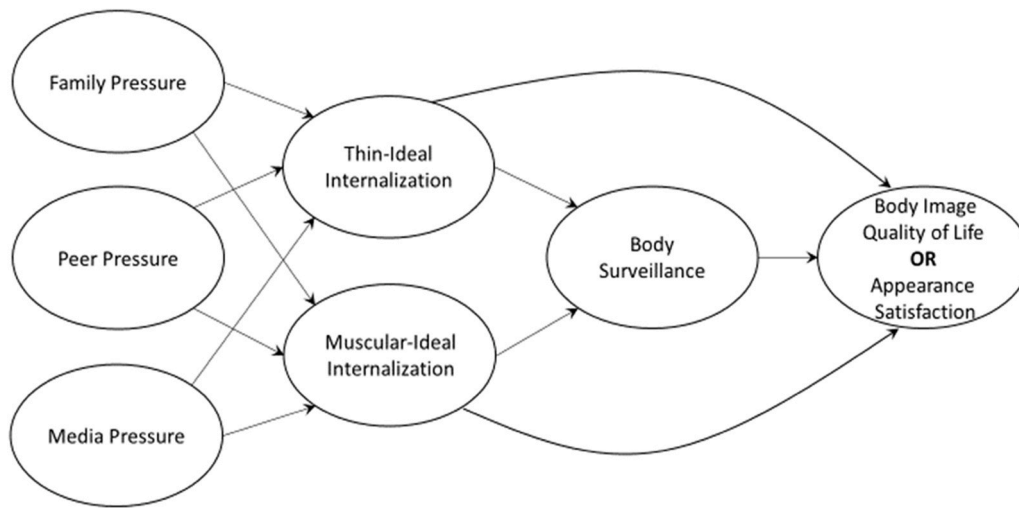 Family Pressure
Thin-Ideal
Internalization
Peer Pressure
Body
Surveillance
Body Image
Quality of Life
OR
Appearance
Satisfaction
Muscular-Ideal
Internalization
Media Pressure